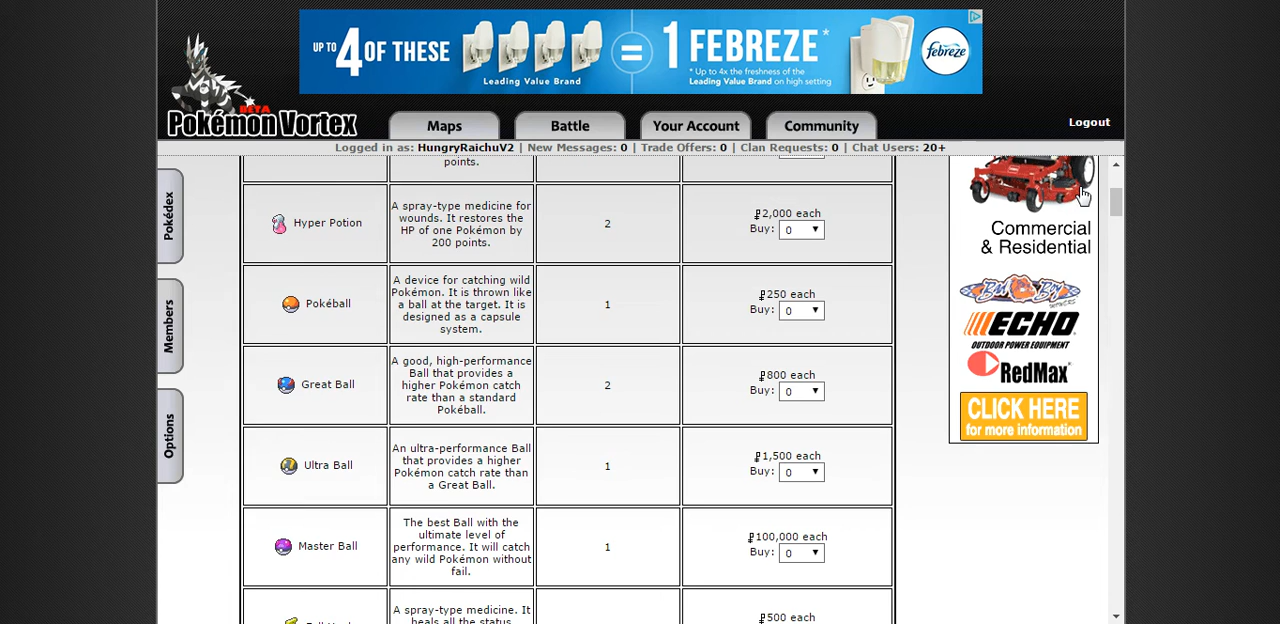 UP TO 4 OF THESE = 1 FEBREZE*
Leading Value Brand
* Up to 4x the freshness of the
Leading Value Brand on high setting
febreze
BETA
Pokémon Vortex
Maps
Battle
Your Account
Community
Logout
Logged in as: HungryRaichuV2 | New Messages: 0 | Trade Offers: 0 | Clan Requests: 0 | Chat Users: 20+
Pokédex
Members
Options
points.
Hyper Potion
A spray-type medicine for
wounds. It restores the
HP of one Pokémon by
200 points.
2
₽2,000 each
Buy: 0
Pokéball
A device for catching wild
Pokémon. It is thrown like
a ball at the target. It is
designed as a capsule
system.
1
₽250 each
Buy: 0
Great Ball
A good, high-performance
Ball that provides a
higher Pokémon catch
rate than a standard
Pokéball.
2
₽800 each
Buy: 0
Ultra Ball
An ultra-performance Ball
that provides a higher
Pokémon catch rate than
a Great Ball.
1
₽1,500 each
Buy: 0
Master Ball
The best Ball with the
ultimate level of
performance. It will catch
any wild Pokémon without
fail.
1
₽100,000 each
Buy: 0
A spray-type medicine. It
heals all the status
₽500 each
Commercial
& Residential
Bad Boy
MOWERS
ECHO
OUTDOOR POWER EQUIPMENT
RedMax
CLICK HERE
for more information